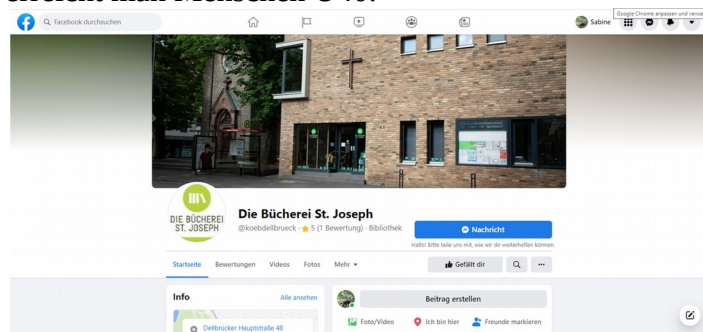 erreicht man Menschen Ü 40.
Facebook durchsuchen
Sabine
Google Chrome anpassen und verwa
DIE BÜCHEREI
ST. JOSEPH
Die Bücherei St. Joseph
@koebdellbrueck · 5 (1 Bewertung) · Bibliothek
Nachricht
Hallo! Bitte teile uns mit, wie wir dir weiterhelfen können.
Startseite Bewertungen Videos Fotos Mehr
Gefällt dir
Info Alle ansehen
Beitrag erstellen
Dellbrücker Hauptstraße 48
Foto/Video Ich bin hier Freunde markieren